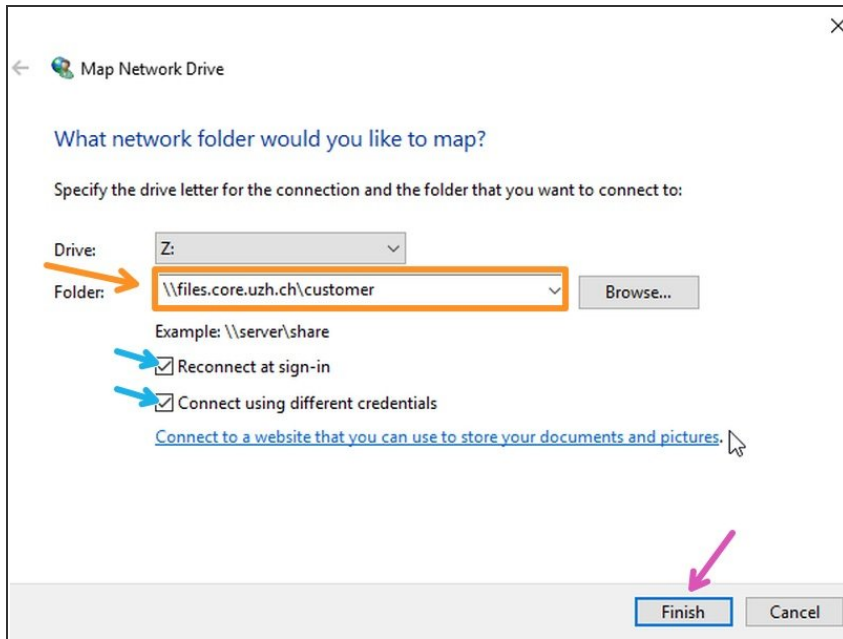 Map Network Drive
What network folder would you like to map?
Specify the drive letter for the connection and the folder that you want to connect to:
Drive: Z:
Folder: \\files.core.uzh.ch\customer Browse...
Example: \\server\share
Reconnect at sign-in
Connect using different credentials
Connect to a website that you can use to store your documents and pictures.
Finish Cancel